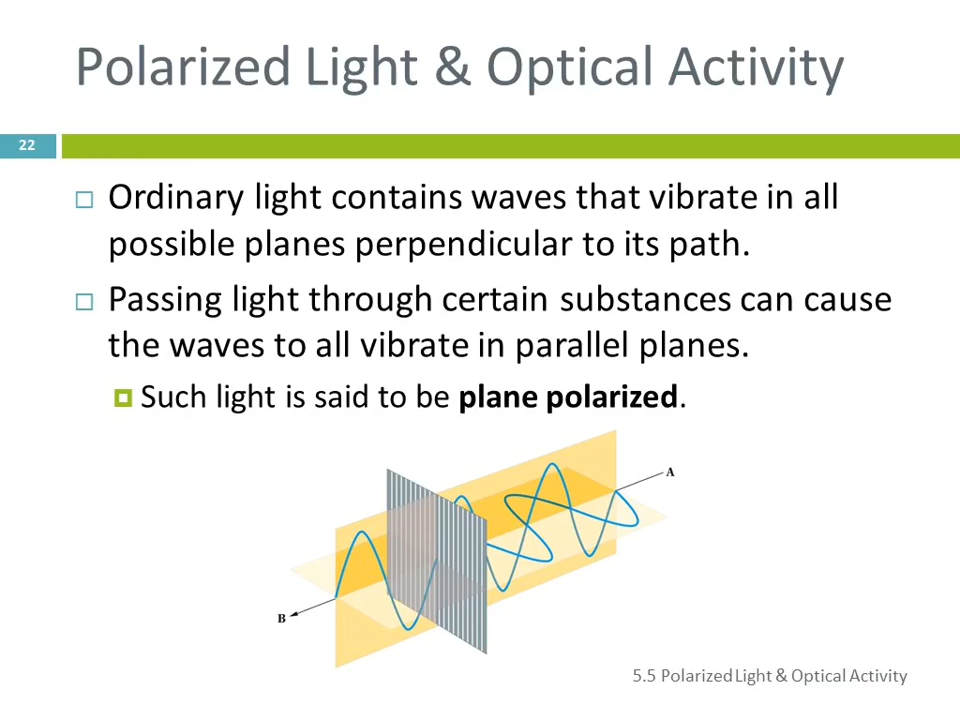 Polarized Light & Optical Activity
22
Ordinary light contains waves that vibrate in all
possible planes perpendicular to its path.
Passing light through certain substances can cause
the waves to all vibrate in parallel planes.
Such light is said to be plane polarized.
A
B
5.5 Polarized Light & Optical Activity